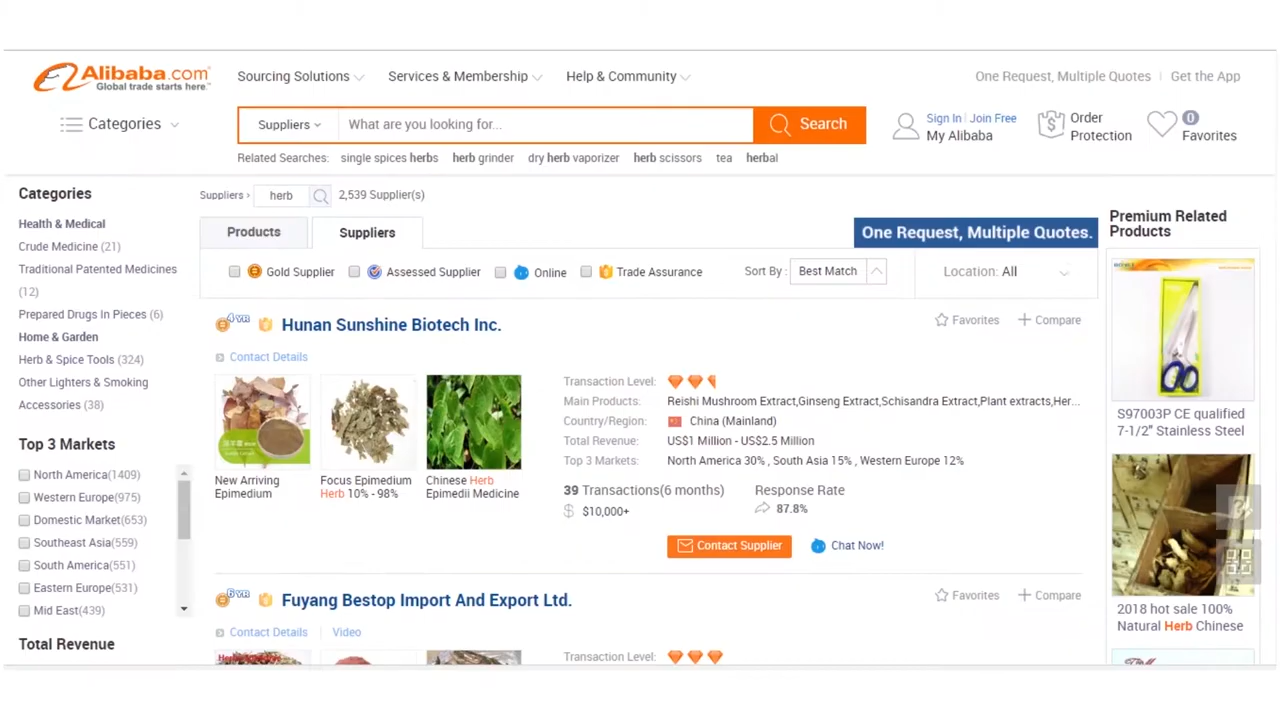 Alibaba.com
Global trade starts here.™
Sourcing Solutions
Services & Membership
Help & Community
One Request, Multiple Quotes
Get the App
Categories
Suppliers
What are you looking for...
Search
Sign In | Join Free
My Alibaba
Order
Protection
0
Favorites
Related Searches: single spices herbs herb grinder dry herb vaporizer herb scissors tea herbal
Categories
Health & Medical
Crude Medicine (21)
Traditional Patented Medicines
(12)
Prepared Drugs In Pieces (6)
Home & Garden
Herb & Spice Tools (324)
Other Lighters & Smoking
Accessories (38)
Top 3 Markets
North America(1409)
Western Europe(975)
Domestic Market(653)
Southeast Asia(559)
South America(551)
Eastern Europe(531)
Mid East(439)
Total Revenue
Suppliers › herb 2,539 Supplier(s)
Products
Suppliers
One Request, Multiple Quotes.
Gold Supplier
Assessed Supplier
Online
Trade Assurance
Sort By : Best Match
Location: All
4YR
Hunan Sunshine Biotech Inc.
Favorites
Compare
Contact Details
New Arriving
Epimedium
Focus Epimedium
Herb 10% - 98%
Chinese Herb
Epimedii Medicine
Transaction Level:
Main Products: Reishi Mushroom Extract,Ginseng Extract,Schisandra Extract,Plant extracts,Her...
Country/Region: China (Mainland)
Total Revenue: US$1 Million - US$2.5 Million
Top 3 Markets: North America 30% , South Asia 15% , Western Europe 12%
39 Transactions(6 months)
$10,000+
Response Rate
87.8%
Contact Supplier
Chat Now!
6YR
Fuyang Bestop Import And Export Ltd.
Favorites
Compare
Contact Details
Video
Transaction Level:
Premium Related
Products
S97003P CE qualified
7-1/2" Stainless Steel
2018 hot sale 100%
Natural Herb Chinese